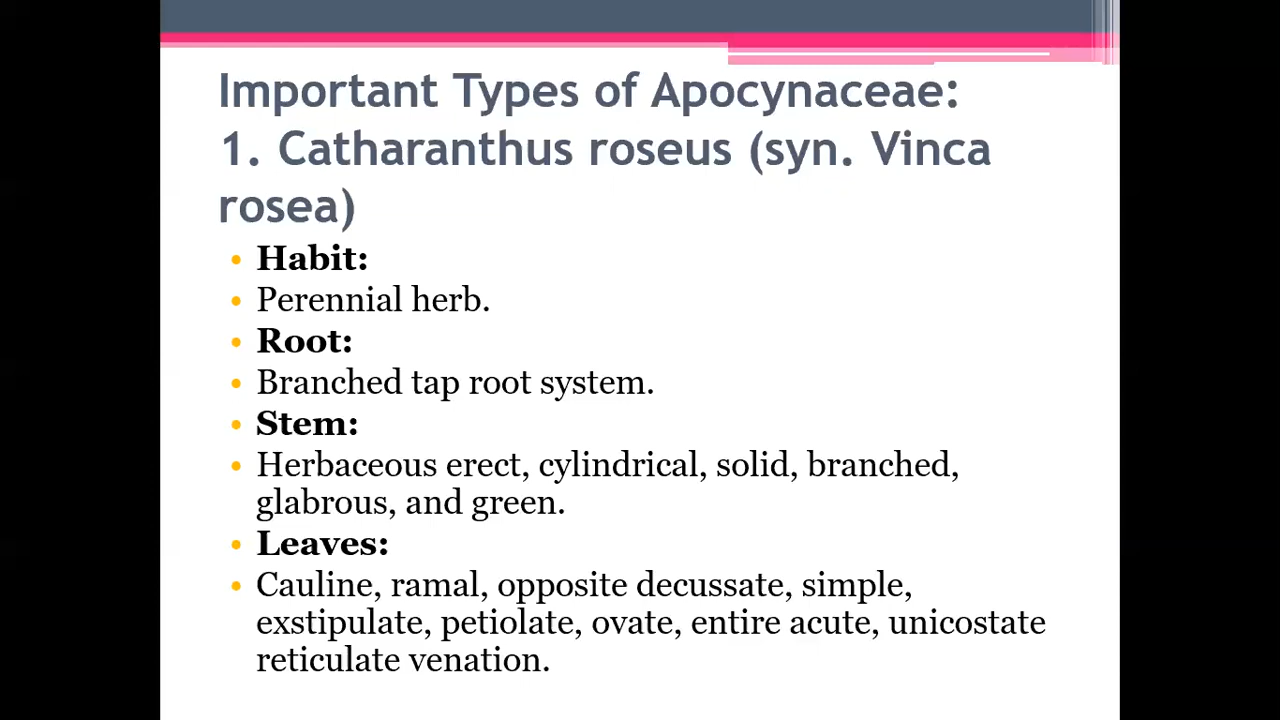 Important Types of Apocynaceae:
1. Catharanthus roseus (syn. Vinca
rosea)
• Habit:
• Perennial herb.
• Root:
• Branched tap root system.
• Stem:
• Herbaceous erect, cylindrical, solid, branched,
glabrous, and green.
• Leaves:
• Cauline, ramal, opposite decussate, simple,
exstipulate, petiolate, ovate, entire acute, unicostate
reticulate venation.